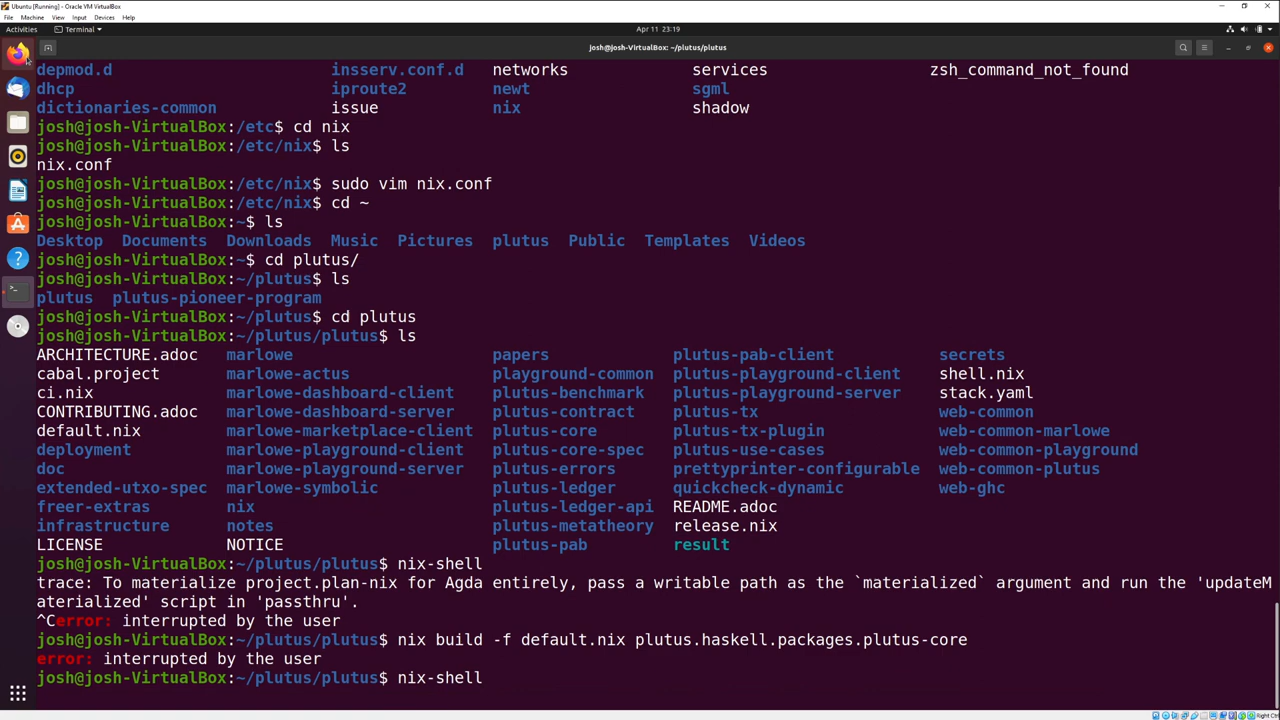 Ubuntu [Running] - Oracle VM VirtualBox
File Machine View Input Devices Help
Activities Terminal Apr 11 23:19
josh@josh-VirtualBox: ~/plutus/plutus
depmod.d insserv.conf.d networks services zsh_command_not_found
dhcp iproute2 newt sgml
dictionaries-common issue nix shadow
josh@josh-VirtualBox:/etc$ cd nix
josh@josh-VirtualBox:/etc/nix$ ls
nix.conf
josh@josh-VirtualBox:/etc/nix$ sudo vim nix.conf
josh@josh-VirtualBox:/etc/nix$ cd ~
josh@josh-VirtualBox:~$ ls
Desktop Documents Downloads Music Pictures plutus Public Templates Videos
josh@josh-VirtualBox:~$ cd plutus/
josh@josh-VirtualBox:~/plutus$ ls
plutus plutus-pioneer-program
josh@josh-VirtualBox:~/plutus$ cd plutus
josh@josh-VirtualBox:~/plutus/plutus$ ls
ARCHITECTURE.adoc marlowe papers plutus-pab-client secrets
cabal.project marlowe-actus playground-common plutus-playground-client shell.nix
ci.nix marlowe-dashboard-client plutus-benchmark plutus-playground-server stack.yaml
CONTRIBUTING.adoc marlowe-dashboard-server plutus-contract plutus-tx web-common
default.nix marlowe-marketplace-client plutus-core plutus-tx-plugin web-common-marlowe
deployment marlowe-playground-client plutus-core-spec plutus-use-cases web-common-playground
doc marlowe-playground-server plutus-errors prettyprinter-configurable web-common-plutus
extended-utxo-spec marlowe-symbolic plutus-ledger quickcheck-dynamic web-ghc
freer-extras nix plutus-ledger-api README.adoc
infrastructure notes plutus-metatheory release.nix
LICENSE NOTICE plutus-pab result
josh@josh-VirtualBox:~/plutus/plutus$ nix-shell
trace: To materialize project.plan-nix for Agda entirely, pass a writable path as the `materialized` argument and run the 'updateM
aterialized' script in 'passthru'.
^Cerror: interrupted by the user
josh@josh-VirtualBox:~/plutus/plutus$ nix build -f default.nix plutus.haskell.packages.plutus-core
error: interrupted by the user
josh@josh-VirtualBox:~/plutus/plutus$ nix-shell
Right Ctrl